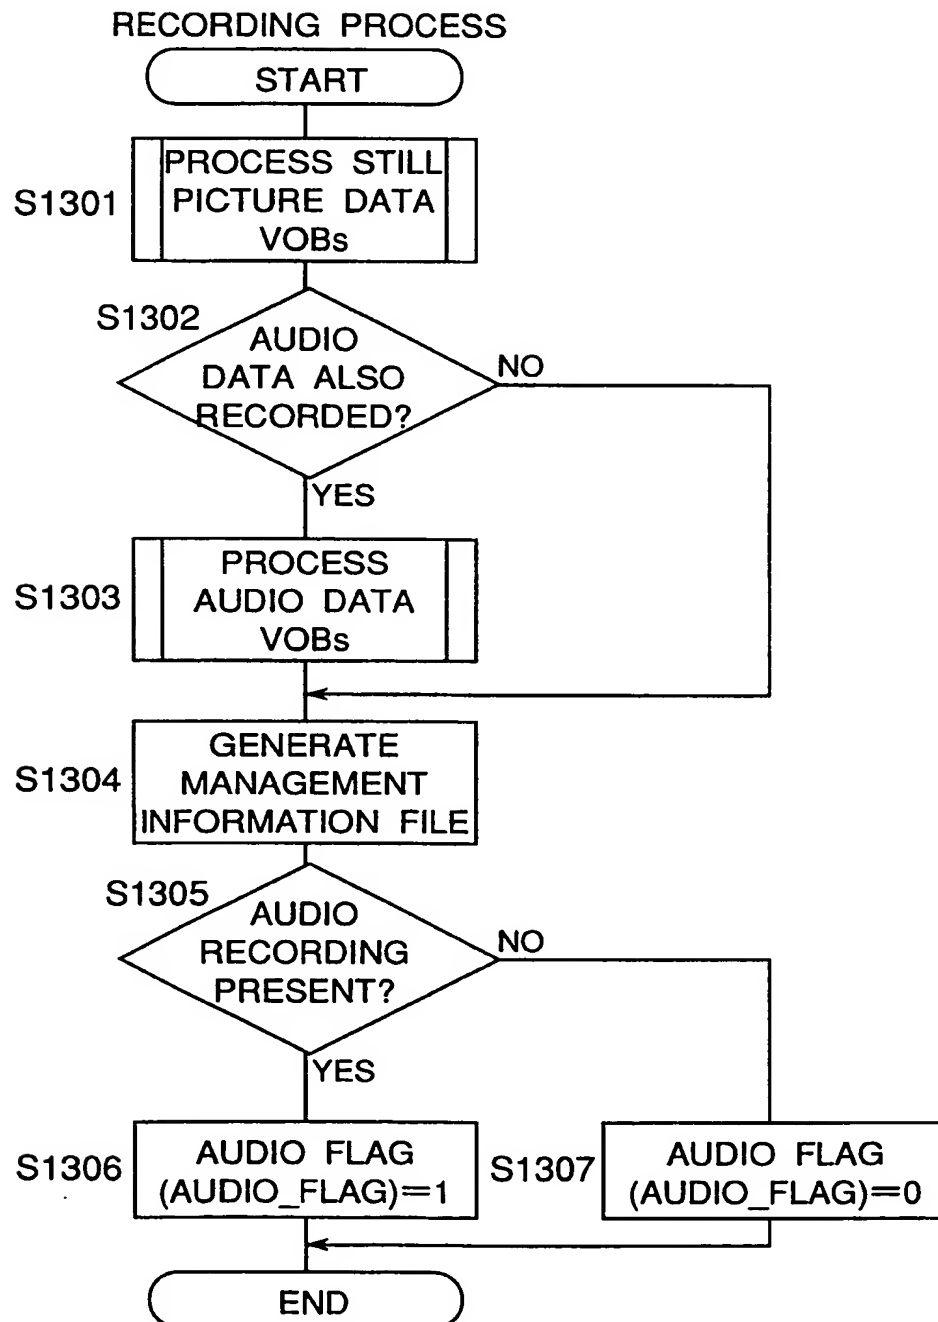 RECORDING PROCESS
START
S1301
PROCESS STILL
PICTURE DATA
VOBs
S1302
AUDIO
DATA ALSO
RECORDED?
NO
YES
S1303
PROCESS
AUDIO DATA
VOBs
S1304
GENERATE
MANAGEMENT
INFORMATION FILE
S1305
AUDIO
RECORDING
PRESENT?
NO
YES
S1306
AUDIO FLAG
(AUDIO_FLAG)=1
S1307
AUDIO FLAG
(AUDIO_FLAG)=0
END